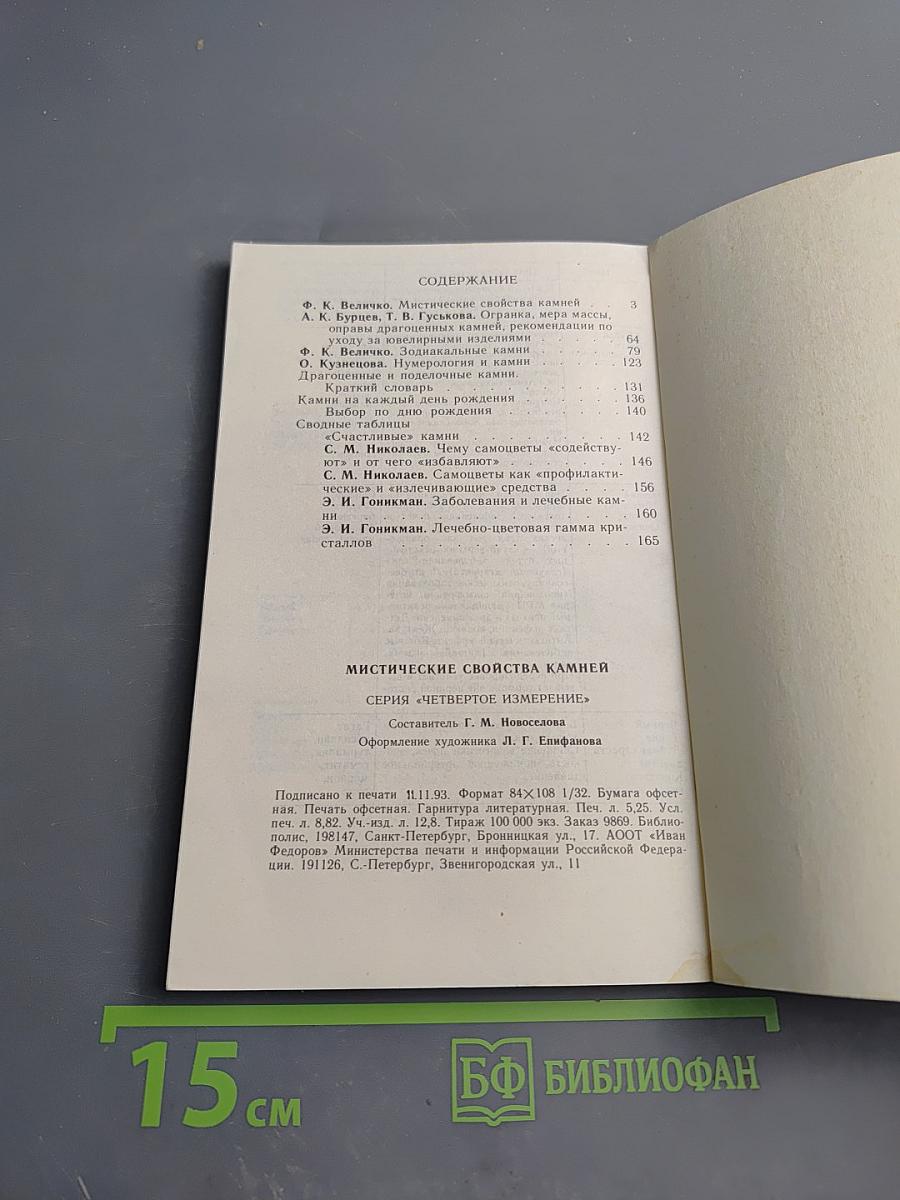 СОДЕРЖАНИЕ
Ф. К. Величко. Мистические свойства камней . . 3
А. К. Бурцев, Т. В. Гуськова. Огранка, мера массы,
оправы драгоценных камней, рекомендации по
уходу за ювелирными изделиями . . . . . 64
Ф. К. Величко. Зодиакальные камни . . . . . 79
О. Кузнецова. Нумерология и камни . . . . . 123
Драгоценные и поделочные камни.
Краткий словарь . . . . . . . . . . . 131
Камни на каждый день рождения . . . . . . 136
Выбор по дню рождения . . . . . . . 140
Сводные таблицы
«Счастливые» камни . . . . . . . . . 142
С. М. Николаев. Чему самоцветы «содейству-
ют» и от чего «избавляют» . . . . . . . 146
С. М. Николаев. Самоцветы как «профилакти-
ческие» и «излечивающие» средства . . . . 156
Э. И. Гоникман. Заболевания и лечебные кам-
ни . . . . . . . . . . . . . . . 160
Э. И. Гоникман. Лечебно-цветовая гамма кри-
сталлов . . . . . . . . . . . . . 165
МИСТИЧЕСКИЕ СВОЙСТВА КАМНЕЙ
СЕРИЯ «ЧЕТВЕРТОЕ ИЗМЕРЕНИЕ»
Составитель Г. М. Новоселова
Оформление художника Л. Г. Епифанова
Подписано к печати 11.11.93. Формат 84×108 1/32. Бумага офсет-
ная. Печать офсетная. Гарнитура литературная. Печ. л. 5,25. Усл.
печ. л. 8,82. Уч.-изд. л. 12,8. Тираж 100 000 экз. Заказ 9869. Библио-
полис, 198147, Санкт-Петербург, Бронницкая ул., 17. АООТ «Иван
Федоров» Министерства печати и информации Российской Федера-
ции. 191126, С.-Петербург, Звенигородская ул., 11
15 см
БФ БИБЛИОФАН